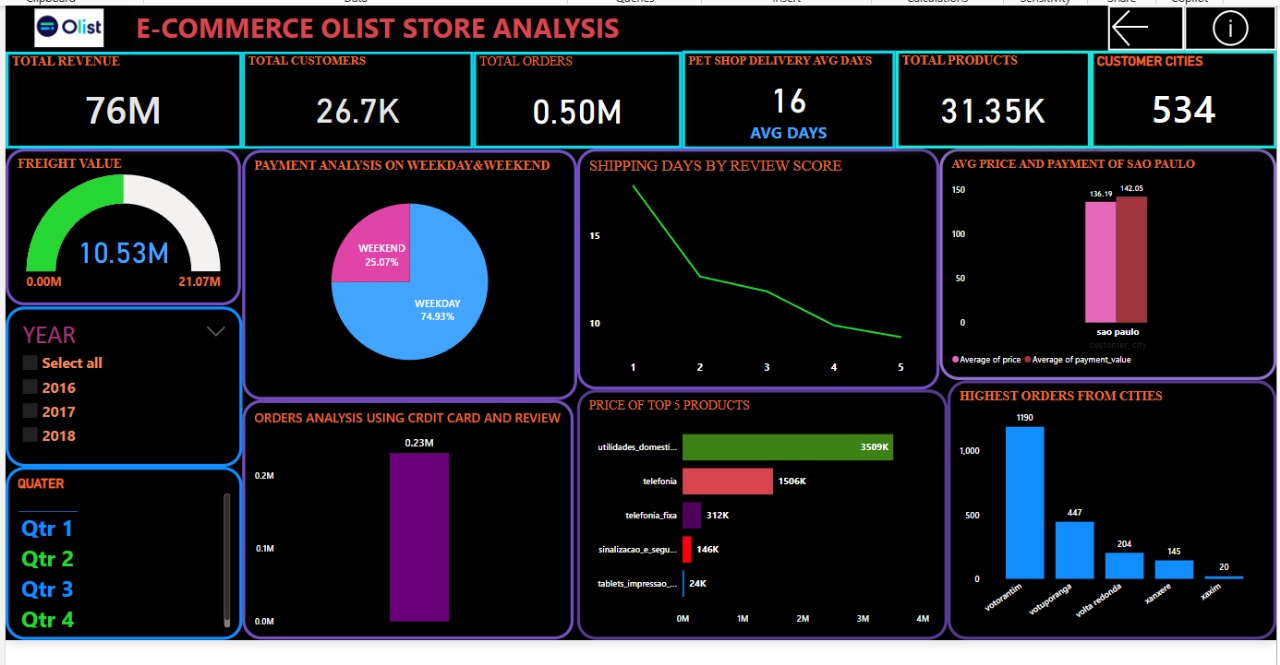 Clipboard Data Queries Insert Calculations Sensitivity Share Copilot
Olist
E-COMMERCE OLIST STORE ANALYSIS
TOTAL REVENUE
76M
TOTAL CUSTOMERS
26.7K
TOTAL ORDERS
0.50M
PET SHOP DELIVERY AVG DAYS
16
AVG DAYS
TOTAL PRODUCTS
31.35K
CUSTOMER CITIES
534
FREIGHT VALUE
10.53M
0.00M 21.07M
PAYMENT ANALYSIS ON WEEKDAY&WEEKEND
WEEKEND
25.07%
WEEKDAY
74.93%
SHIPPING DAYS BY REVIEW SCORE
15
10
1 2 3 4 5
AVG PRICE AND PAYMENT OF SAO PAULO
150
136.19 142.05
100
50
0
sao paulo
customer_city
Average of price Average of payment_value
YEAR
Select all
2016
2017
2018
QUATER
Qtr 1
Qtr 2
Qtr 3
Qtr 4
ORDERS ANALYSIS USING CRDIT CARD AND REVIEW
0.23M
0.2M
0.1M
0.0M
PRICE OF TOP 5 PRODUCTS
utilidades_domesti... 3509K
telefonia 1506K
telefonia_fixa 312K
sinalizacao_e_segu... 146K
tablets_impressao_... 24K
0M 1M 2M 3M 4M
HIGHEST ORDERS FROM CITIES
1190
1,000
500
447
204
145
20
0
votorantim votuporanga volta redonda xanxere xaxim